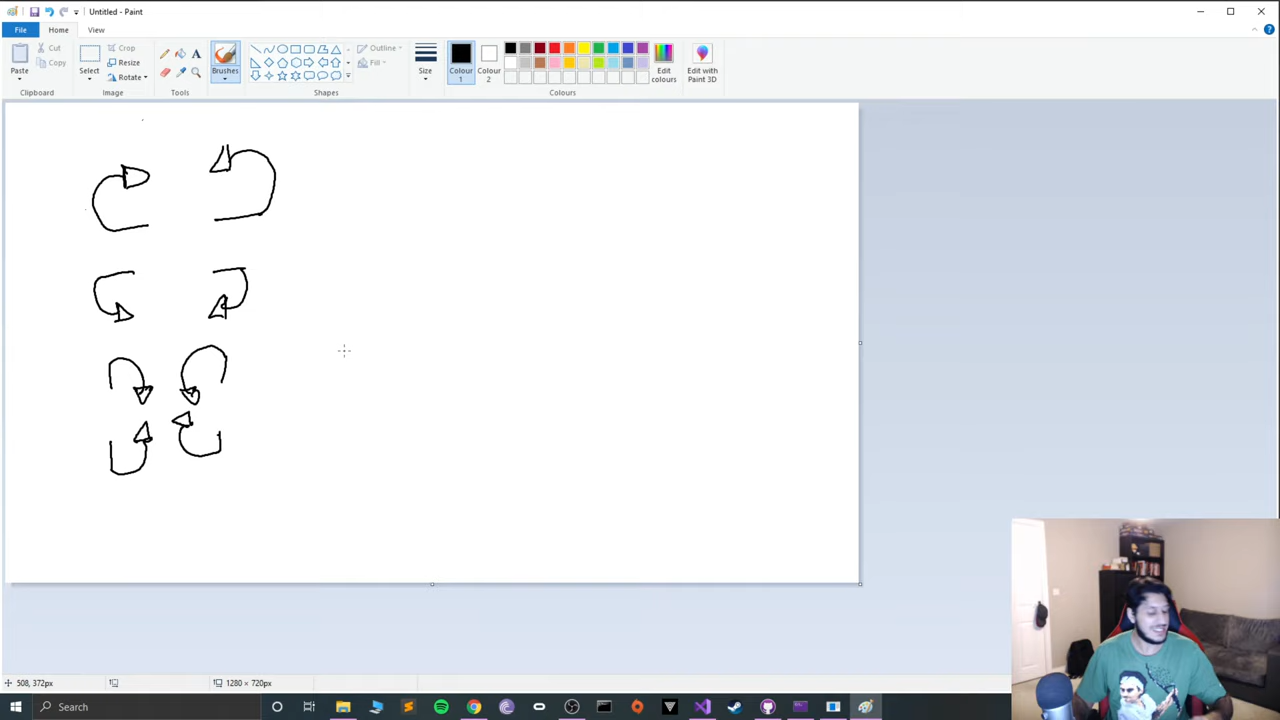 Untitled - Paint
File
Home
View
Paste
Cut
Copy
Clipboard
Select
Crop
Resize
Rotate
Image
Tools
Brushes
Shapes
Outline
Fill
Size
Colour 1
Colour 2
Edit colours
Edit with Paint 3D
Colours
508, 372px
1280 × 720px
Search